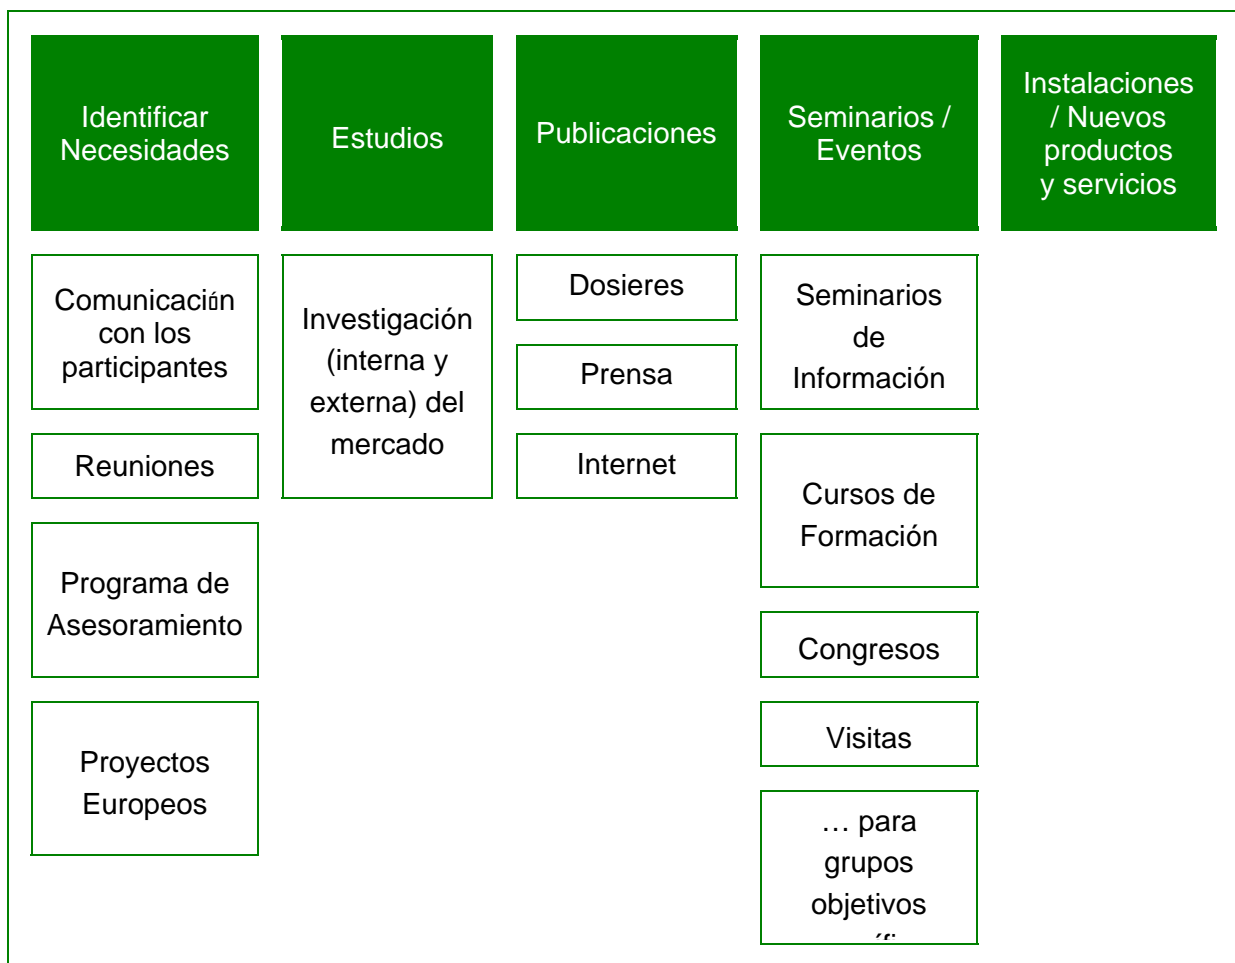 Identificar
Necesidades
Estudios
Publicaciones
Seminarios /
Eventos
Instalaciones
/ Nuevos
productos
y servicios
Comunicación
con los
participantes
Reuniones
Programa de
Asesoramiento
Proyectos
Europeos
Investigación
(interna y
externa) del
mercado
Dosieres
Prensa
Internet
Seminarios
de
Información
Cursos de
Formación
Congresos
Visitas
… para
grupos
objetivos